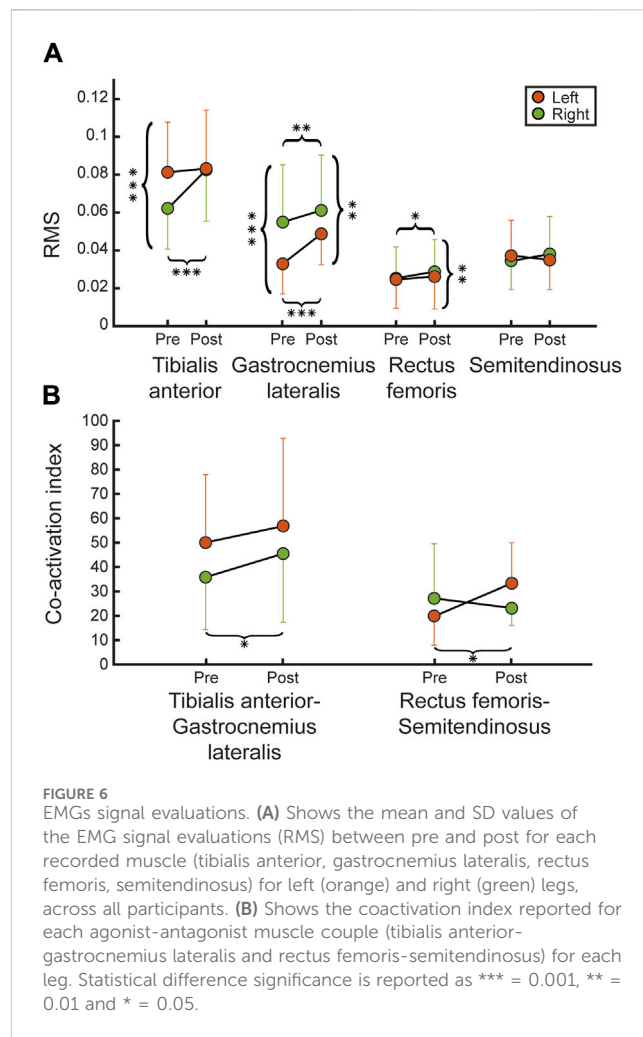 A
Left
Right
0.12
0.1
0.08
0.06
0.04
0.02
0
RMS
***
***
***
**
***
**
*
**
Pre Post Pre Post Pre Post Pre Post
Tibialis anterior
Gastrocnemius lateralis
Rectus femoris
Semitendinosus
B
100
90
80
70
60
50
40
30
20
10
0
Co-activation index
*
*
Pre Post Pre Post
Tibialis anterior-
Gastrocnemius
lateralis
Rectus femoris-
Semitendinosus
FIGURE 6
EMGs signal evaluations. (A) Shows the mean and SD values of
the EMG signal evaluations (RMS) between pre and post for each
recorded muscle (tibialis anterior, gastrocnemius lateralis, rectus
femoris, semitendinosus) for left (orange) and right (green) legs,
across all participants. (B) Shows the coactivation index reported for
each agonist-antagonist muscle couple (tibialis anterior-
gastrocnemius lateralis and rectus femoris-semitendinosus) for each
leg. Statistical difference significance is reported as *** = 0.001, ** =
0.01 and * = 0.05.